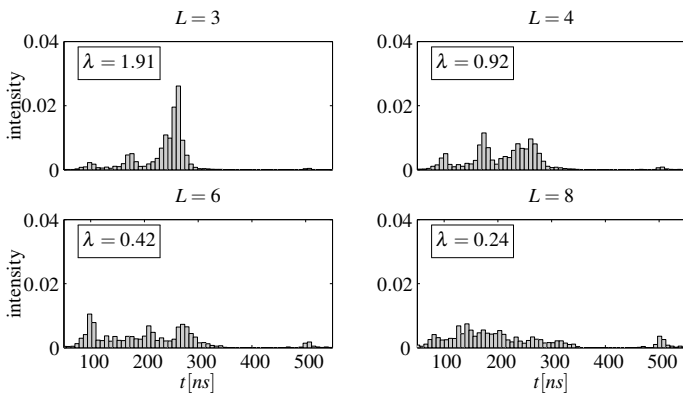 L = 3
L = 4
0.04
0.02
0
intensity
λ = 1.91
0.04
0.02
0
λ = 0.92
L = 6
L = 8
0.04
0.02
0
intensity
λ = 0.42
100 200 300 400 500
t[ns]
0.04
0.02
0
λ = 0.24
100 200 300 400 500
t[ns]